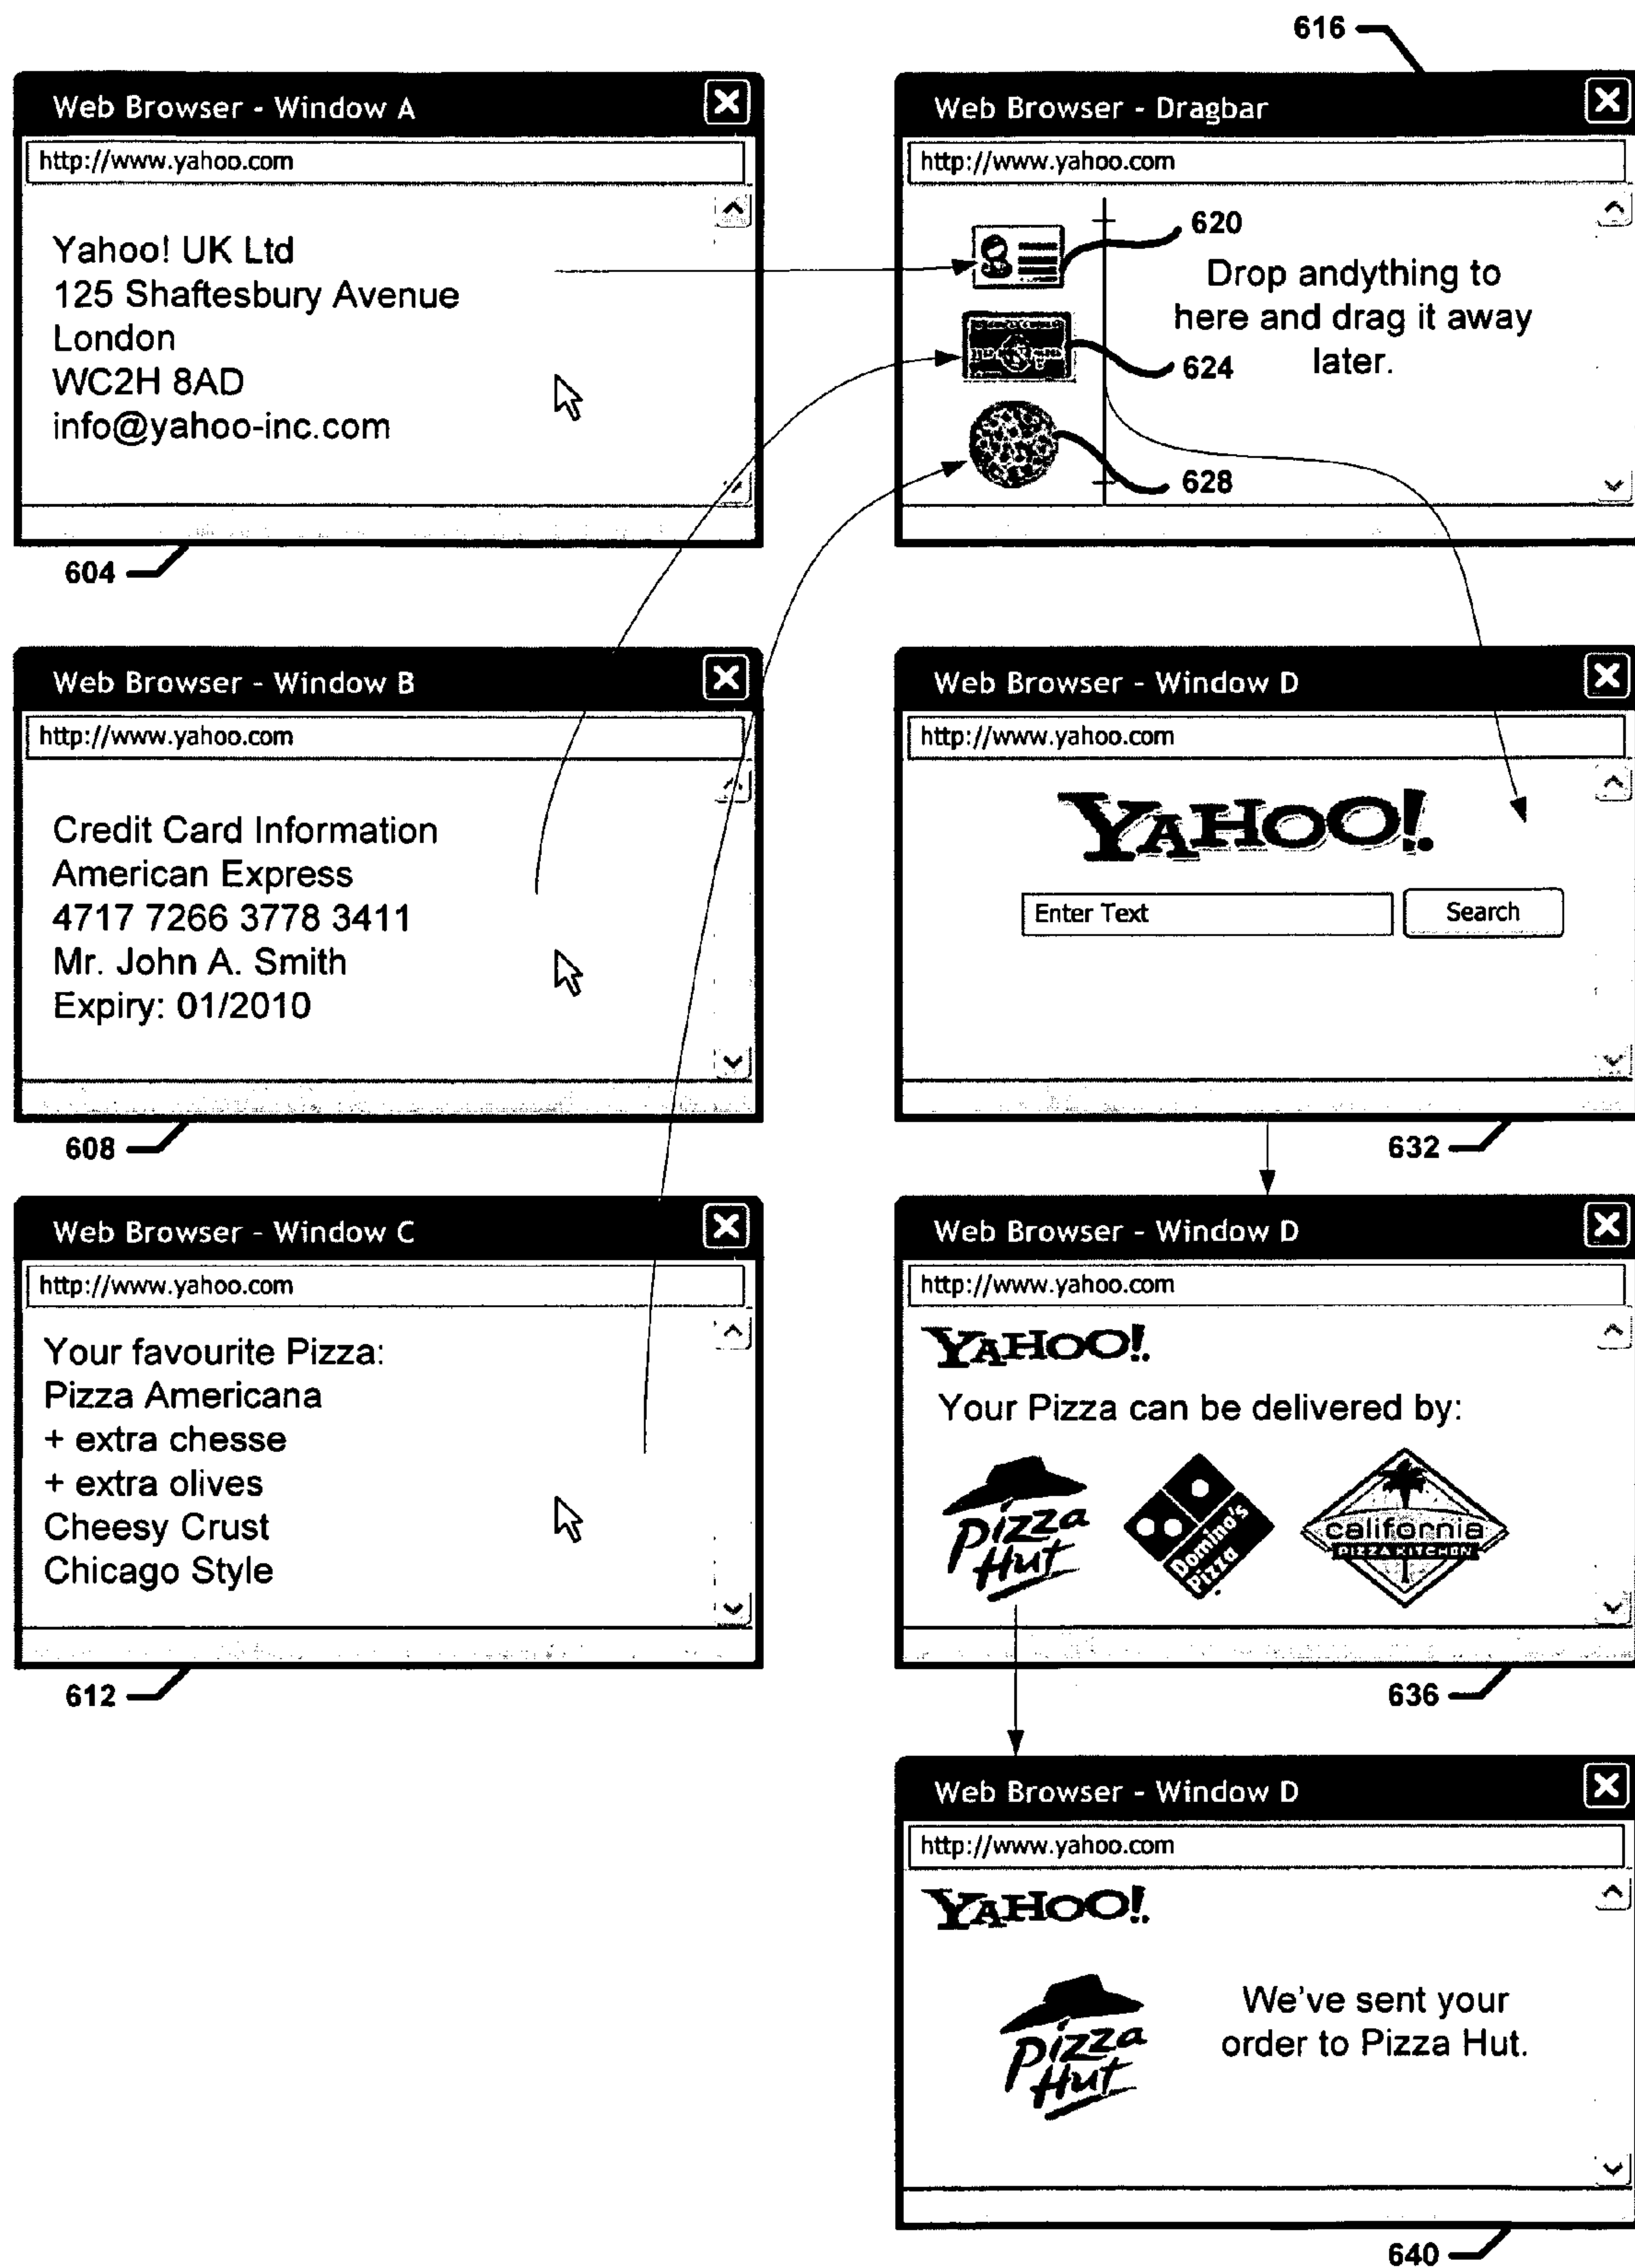 616
Web Browser - Window A
http://www.yahoo.com
Yahoo! UK Ltd
125 Shaftesbury Avenue
London
WC2H 8AD
info@yahoo-inc.com
604
Web Browser - Dragbar
http://www.yahoo.com
620
Drop andything to
here and drag it away
later.
624
628
Web Browser - Window B
http://www.yahoo.com
Credit Card Information
American Express
4717 7266 3778 3411
Mr. John A. Smith
Expiry: 01/2010
608
Web Browser - Window D
http://www.yahoo.com
YAHOO!
Enter Text
Search
632
Web Browser - Window C
http://www.yahoo.com
Your favourite Pizza:
Pizza Americana
+ extra chesse
+ extra olives
Cheesy Crust
Chicago Style
612
Web Browser - Window D
http://www.yahoo.com
YAHOO!
Your Pizza can be delivered by:
Pizza
Hut
Domino's
Pizza
california
PIZZA KITCHEN
636
Web Browser - Window D
http://www.yahoo.com
YAHOO!
Pizza
Hut
We've sent your
order to Pizza Hut.
640